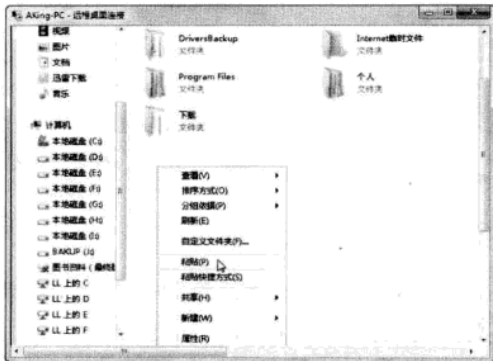 AKing-PC - 远程桌面连接
视频
图片
文档
迅雷下载
音乐
计算机
本地磁盘 (C:)
本地磁盘 (D:)
本地磁盘 (E:)
本地磁盘 (F:)
本地磁盘 (G:)
本地磁盘 (H:)
本地磁盘 (I:)
BAKUP (J:)
图书资料 ( 最终
LL 上的 C
LL 上的 D
LL 上的 E
LL 上的 F
DriversBackup
文件夹
Internet临时文件
文件夹
Program Files
文件夹
个人
文件夹
下载
文件夹
查看(V)
排序方式(O)
分组依据(P)
刷新(E)
自定义文件夹(F)...
粘贴(P)
粘贴快捷方式(S)
共享(H)
新建(W)
属性(R)